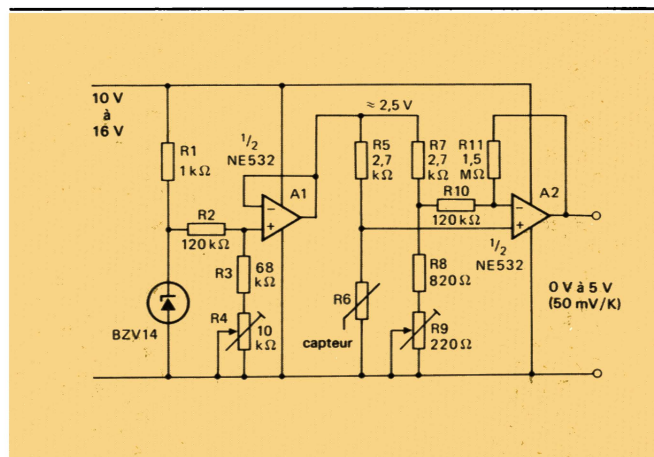 10 V
à
16 V
R1
1 kΩ
R2
120 kΩ
BZV14
R3
68
kΩ
R4
10
kΩ
1/2
NE532
A1
≈ 2,5 V
R5
2,7
kΩ
R7
2,7
kΩ
R11
1,5
MΩ
R10
120 kΩ
A2
1/2
NE532
R6
capteur
R8
820 Ω
R9
220 Ω
0 V à 5 V
(50 mV/K)